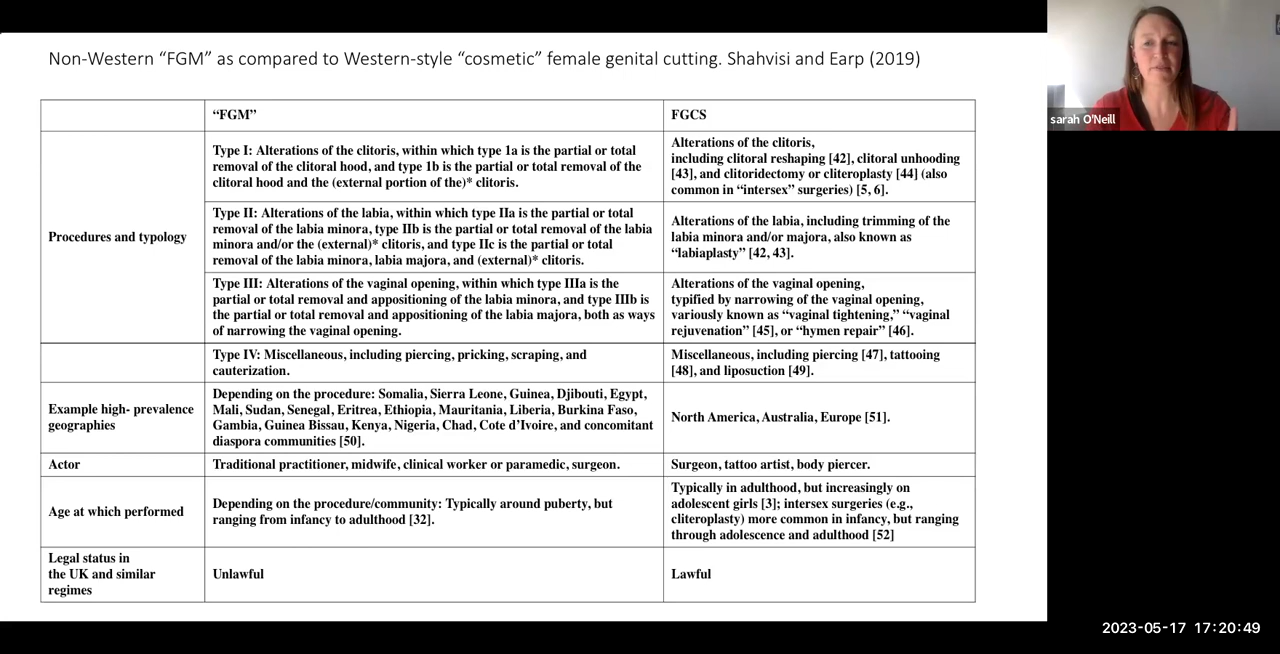 Non-Western “FGM” as compared to Western-style “cosmetic” female genital cutting. Shahvisi and Earp (2019)
sarah O'Neill
“FGM”
FGCS
Procedures and typology
Type I: Alterations of the clitoris, within which type 1a is the partial or total
removal of the clitoral hood, and type 1b is the partial or total removal of the
clitoral hood and the (external portion of the)* clitoris.
Alterations of the clitoris,
including clitoral reshaping [42], clitoral unhooding
[43], and clitoridectomy or cliteroplasty [44] (also
common in “intersex” surgeries) [5, 6].
Type II: Alterations of the labia, within which type IIa is the partial or total
removal of the labia minora, type IIb is the partial or total removal of the labia
minora and/or the (external)* clitoris, and type IIc is the partial or total
removal of the labia minora, labia majora, and (external)* clitoris.
Alterations of the labia, including trimming of the
labia minora and/or majora, also known as
“labiaplasty” [42, 43].
Type III: Alterations of the vaginal opening, within which type IIIa is the
partial or total removal and appositioning of the labia minora, and type IIIb is
the partial or total removal and appositioning of the labia majora, both as ways
of narrowing the vaginal opening.
Alterations of the vaginal opening,
typified by narrowing of the vaginal opening,
variously known as “vaginal tightening,” “vaginal
rejuvenation” [45], or “hymen repair” [46].
Type IV: Miscellaneous, including piercing, pricking, scraping, and
cauterization.
Miscellaneous, including piercing [47], tattooing
[48], and liposuction [49].
Example high- prevalence
geographies
Depending on the procedure: Somalia, Sierra Leone, Guinea, Djibouti, Egypt,
Mali, Sudan, Senegal, Eritrea, Ethiopia, Mauritania, Liberia, Burkina Faso,
Gambia, Guinea Bissau, Kenya, Nigeria, Chad, Cote d’Ivoire, and concomitant
diaspora communities [50].
North America, Australia, Europe [51].
Actor
Traditional practitioner, midwife, clinical worker or paramedic, surgeon.
Surgeon, tattoo artist, body piercer.
Age at which performed
Depending on the procedure/community: Typically around puberty, but
ranging from infancy to adulthood [32].
Typically in adulthood, but increasingly on
adolescent girls [3]; intersex surgeries (e.g.,
cliteroplasty) more common in infancy, but ranging
through adolescence and adulthood [52]
Legal status in
the UK and similar
regimes
Unlawful
Lawful
2023-05-17 17:20:49